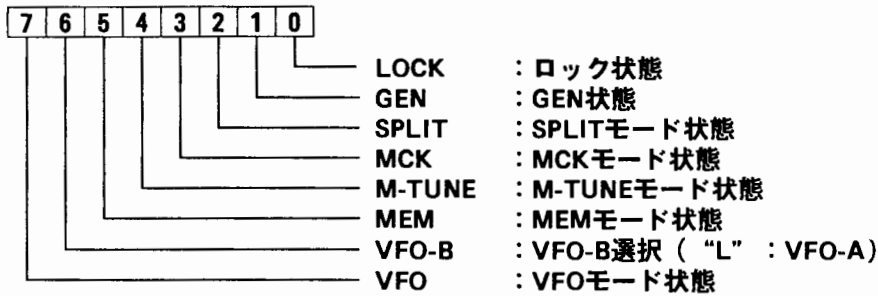 7 6 5 4 3 2 1 0
LOCK : ロック状態
GEN : GEN状態
SPLIT : SPLITモード状態
MCK : MCKモード状態
M-TUNE : M-TUNEモード状態
MEM : MEMモード状態
VFO-B : VFO-B選択（ “L” : VFO-A）
VFO : VFOモード状態